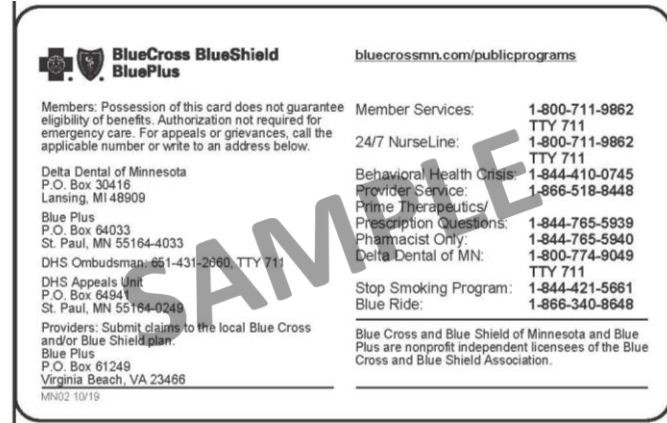 BlueCross BlueShield
BluePlus
Members: Possession of this card does not guarantee
eligibility of benefits. Authorization not required for
emergency care. For appeals or grievances, call the
applicable number or write to an address below.
Delta Dental of Minnesota
P.O. Box 30416
Lansing, MI 48909
Blue Plus
P.O. Box 64033
St. Paul, MN 55164-4033
DHS Ombudsman: 651-431-2660, TTY 711
DHS Appeals Unit
P.O. Box 64941
St. Paul, MN 55164-0249
Providers: Submit claims to the local Blue Cross
and/or Blue Shield plan.
Blue Plus
P.O. Box 61249
Virginia Beach, VA 23466
MN02 10/19
bluecrossmn.com/publicprograms
Member Services: 1-800-711-9862
TTY 711
24/7 NurseLine: 1-800-711-9862
TTY 711
Behavioral Health Crisis: 1-844-410-0745
Provider Service: 1-866-518-8448
Prime Therapeutics/
Prescription Questions: 1-844-765-5939
Pharmacist Only: 1-844-765-5940
Delta Dental of MN: 1-800-774-9049
TTY 711
Stop Smoking Program: 1-844-421-5661
Blue Ride: 1-866-340-8648
Blue Cross and Blue Shield of Minnesota and Blue
Plus are nonprofit independent licensees of the Blue
Cross and Blue Shield Association.
SAMPLE